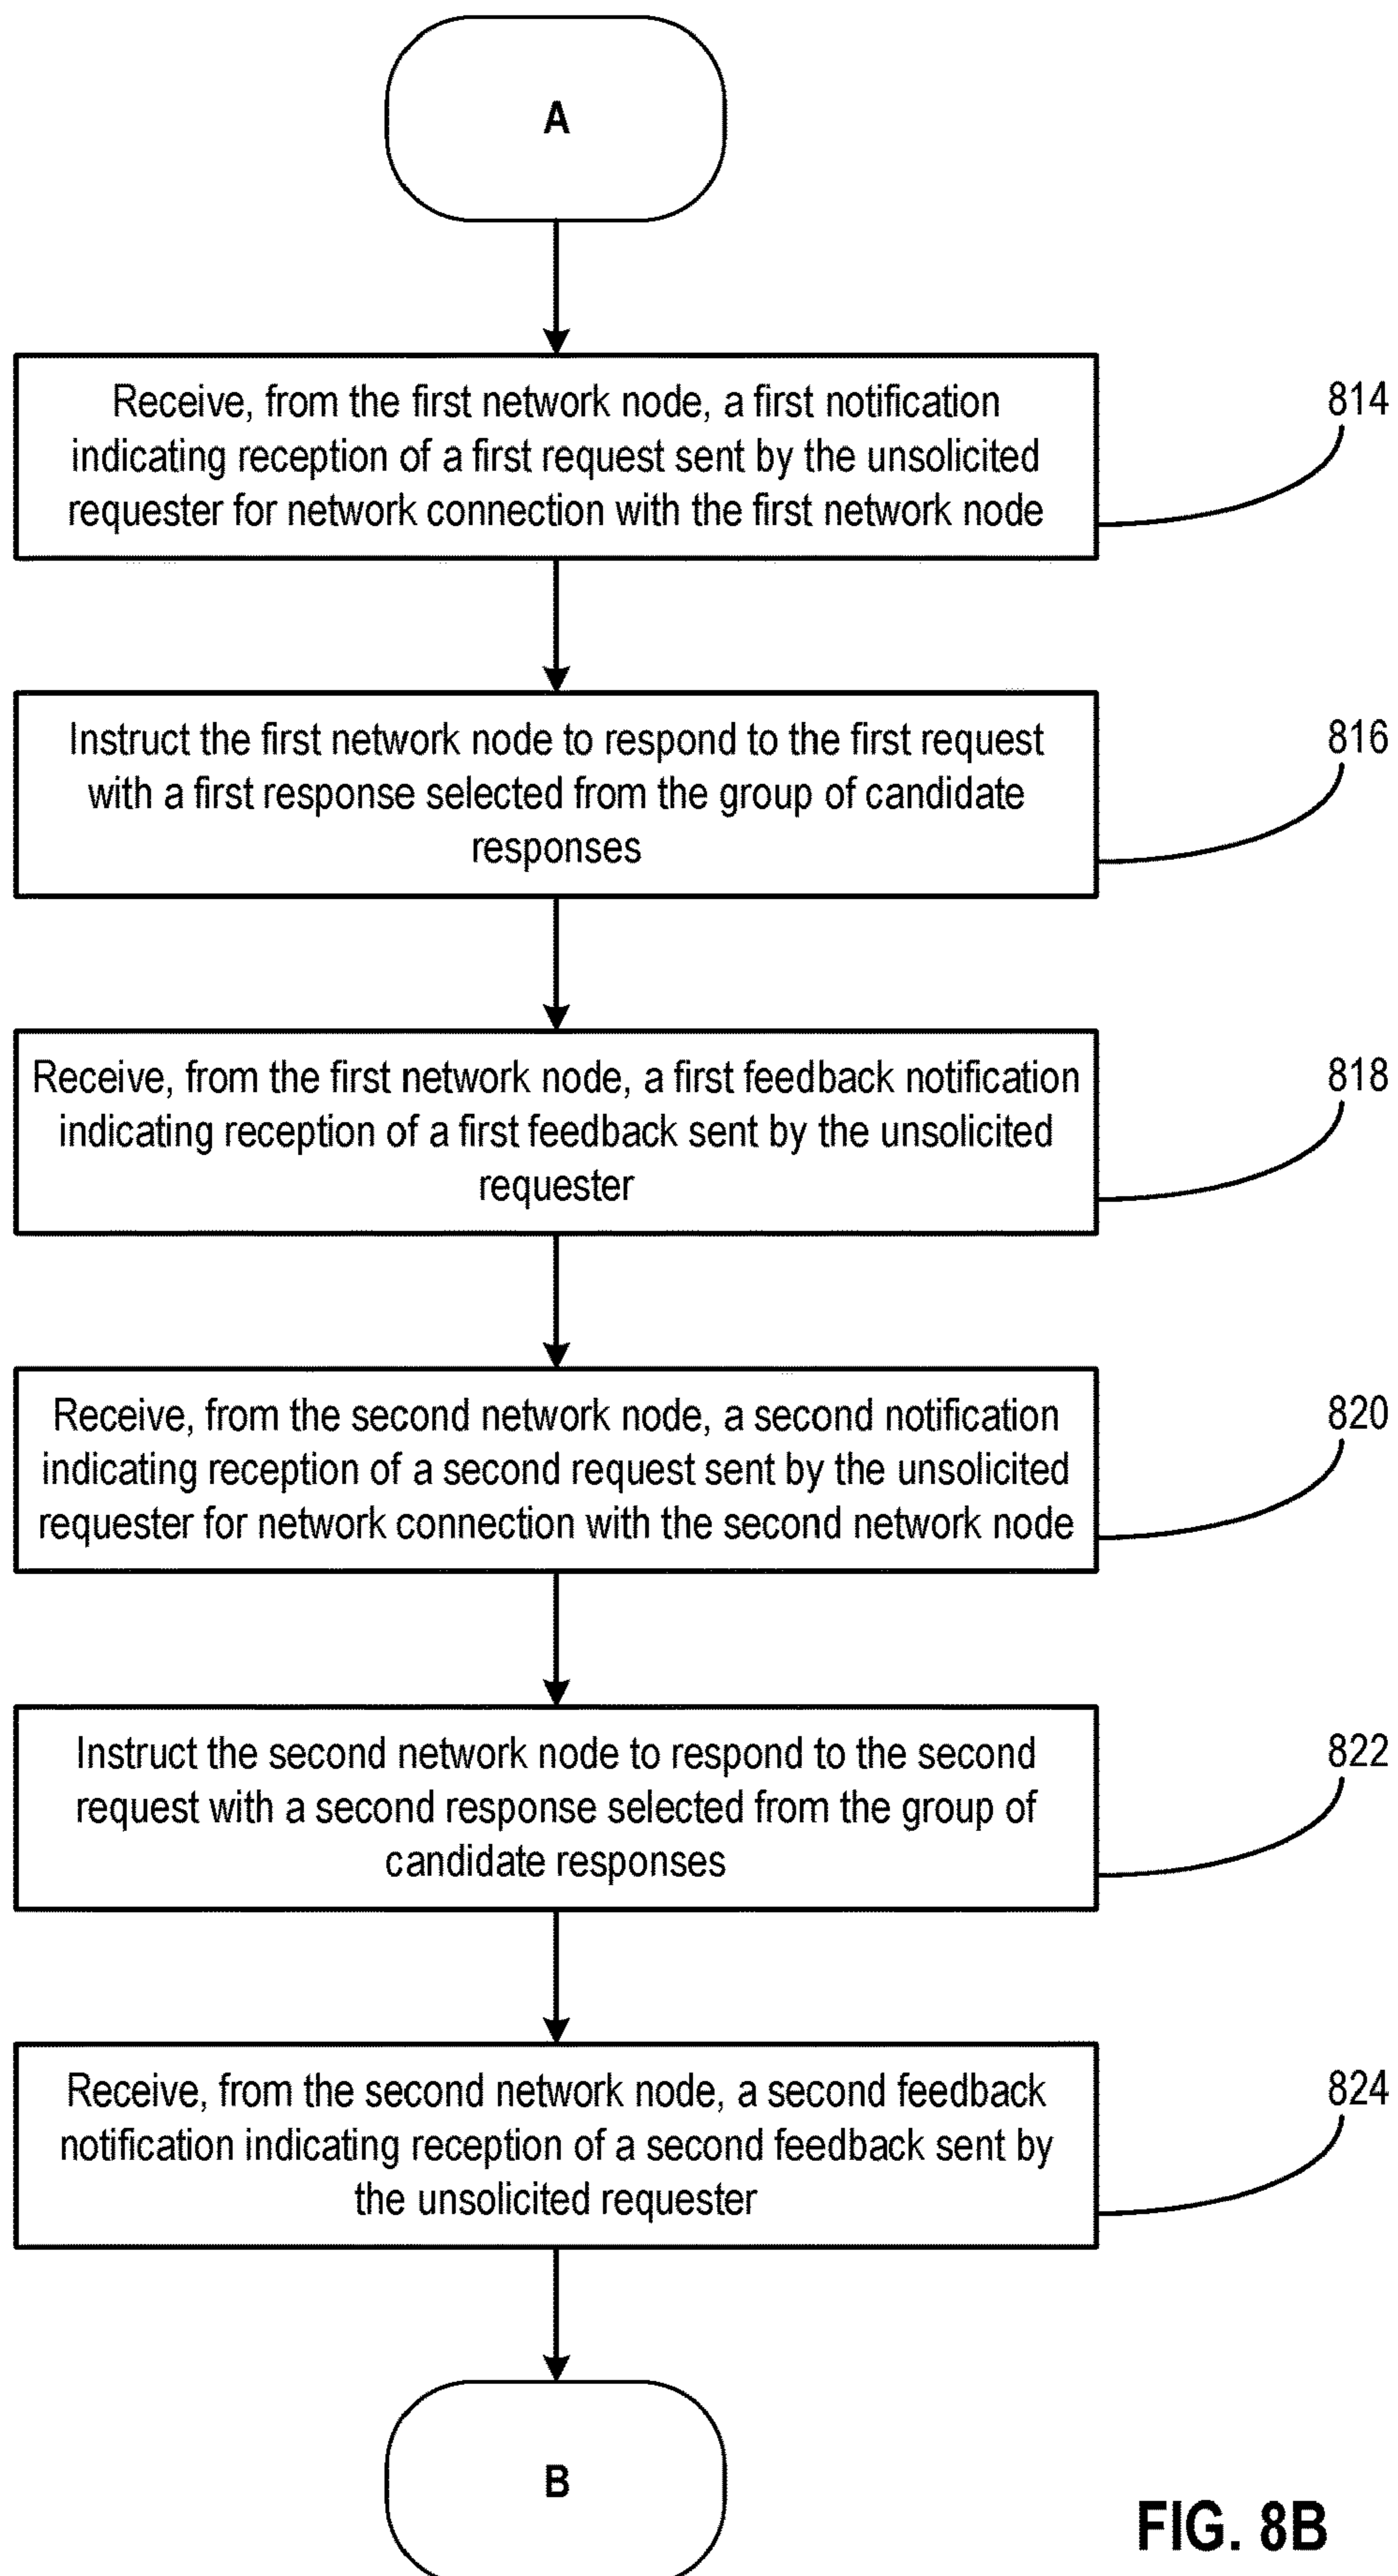 A
Receive, from the first network node, a first notification
indicating reception of a first request sent by the unsolicited
requester for network connection with the first network node
814
Instruct the first network node to respond to the first request
with a first response selected from the group of candidate
responses
816
Receive, from the first network node, a first feedback notification
indicating reception of a first feedback sent by the unsolicited
requester
818
Receive, from the second network node, a second notification
indicating reception of a second request sent by the unsolicited
requester for network connection with the second network node
820
Instruct the second network node to respond to the second
request with a second response selected from the group of
candidate responses
822
Receive, from the second network node, a second feedback
notification indicating reception of a second feedback sent by
the unsolicited requester
824
B
FIG. 8B